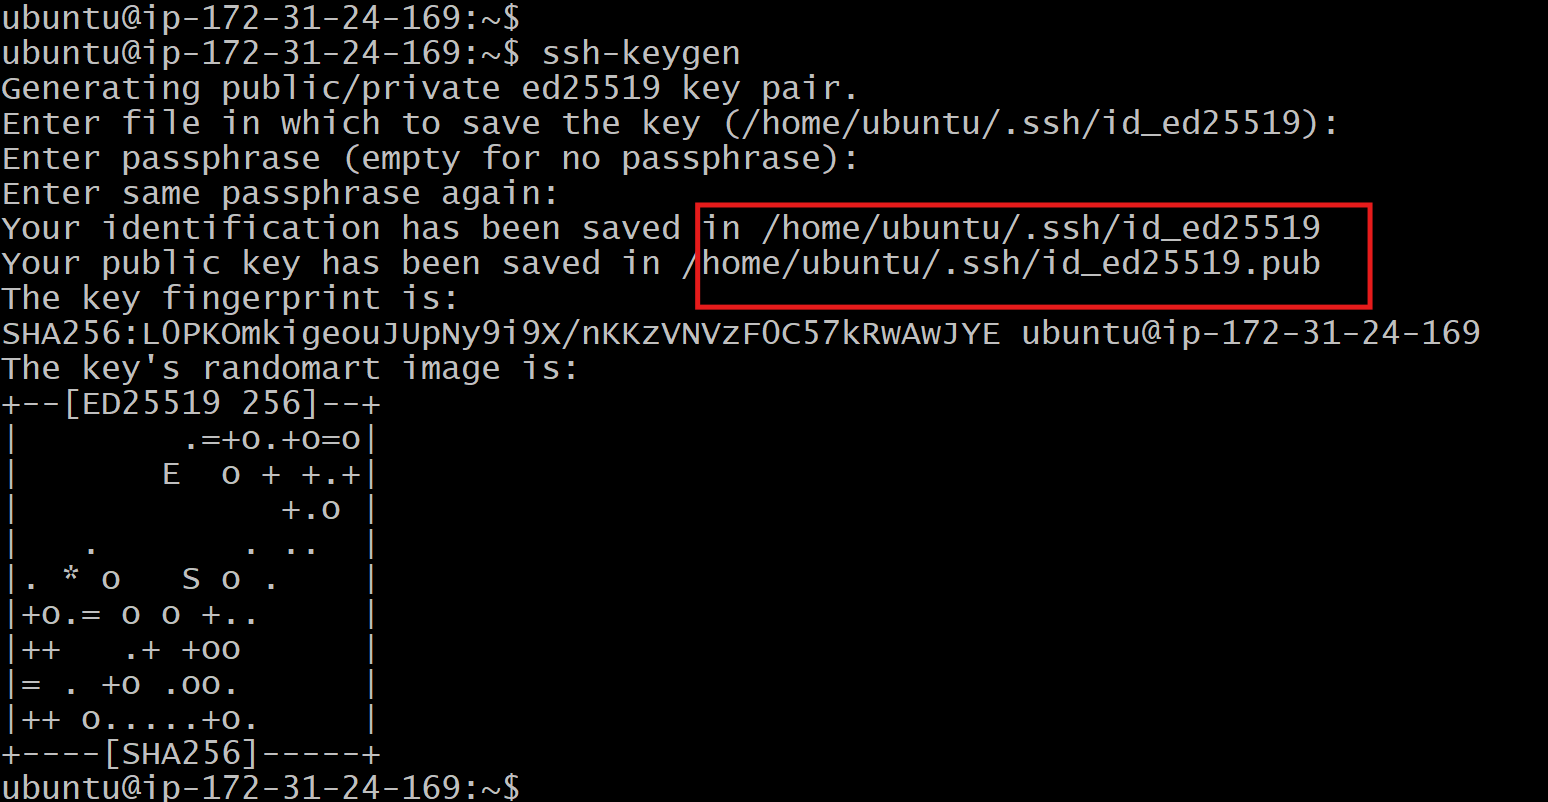 ubuntu@ip-172-31-24-169:~$
ubuntu@ip-172-31-24-169:~$ ssh-keygen
Generating public/private ed25519 key pair.
Enter file in which to save the key (/home/ubuntu/.ssh/id_ed25519):
Enter passphrase (empty for no passphrase):
Enter same passphrase again:
Your identification has been saved in /home/ubuntu/.ssh/id_ed25519
Your public key has been saved in /home/ubuntu/.ssh/id_ed25519.pub
The key fingerprint is:
SHA256:L0PKOmkigeouJUpNy9i9X/nKKzVNVzF0C57kRwAwJYE ubuntu@ip-172-31-24-169
The key's randomart image is:
+--[ED25519 256]--+
|        .=+o.+o=o|
|       E  o + +.+|
|             +.o |
|   .       . ..  |
|. * o   S o .    |
|+o.= o o +..     |
|++   .+ +oo      |
|= . +o .oo.      |
|++ o.....+o.     |
+----[SHA256]-----+
ubuntu@ip-172-31-24-169:~$